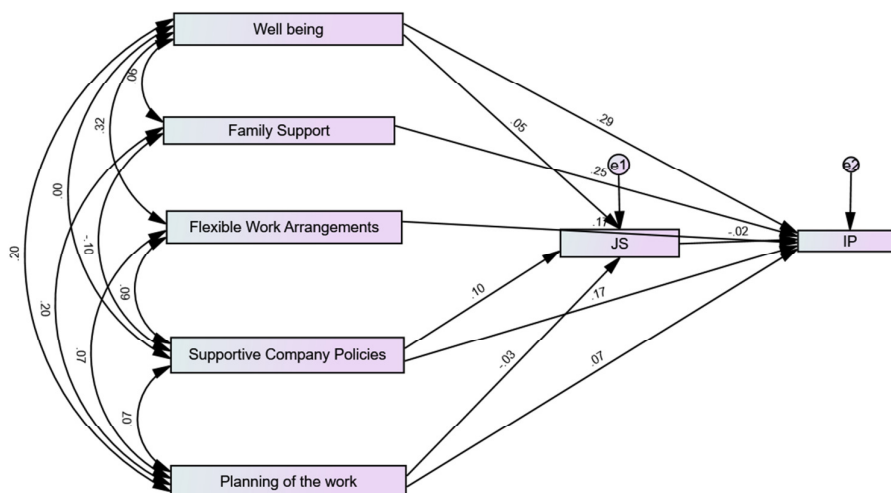 Well being
.06
.32
.29
.05
Family Support
.25
e1
e2
.00
Flexible Work Arrangements
.17
-.02
JS
IP
-.10
.20
.09
.10
.17
.20
.07
Supportive Company Policies
-.03
.07
.07
Planning of the work